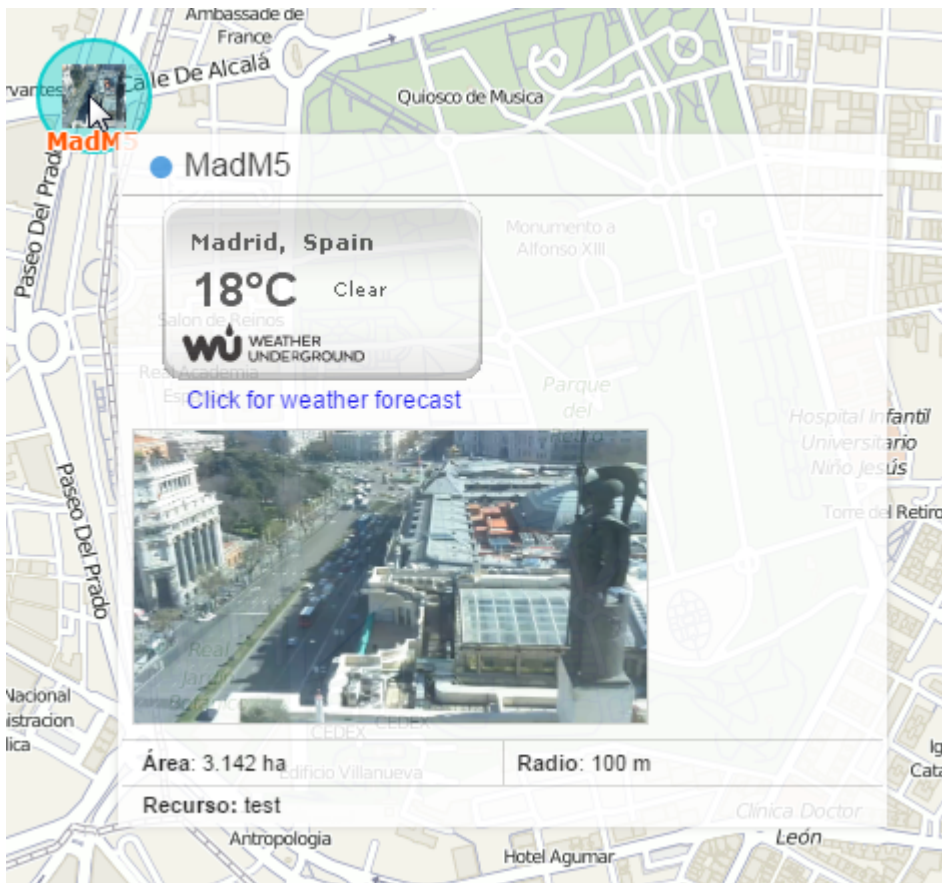 Ambassade de
France
Calle De Alcalá
Quiosco de Musica
MadM5
Paseo Del Prado
MadM5
Monumento a
Alfonso XIII
Madrid, Spain
18°C Clear
Salon de Reinos
WEATHER
UNDERGROUND
Real Academia
Click for weather forecast
Parque
del
Hospital Infantil
Universitario
Niño Jesús
Torre del Retiro
Paseo Del Prado
Real
CEDEX
CEDEX
Nacional
Área: 3.142 ha
Radio: 100 m
Edificio Villanueva
Recurso: test
Clínica Doctor
León
Antropologia
Hotel Agumar